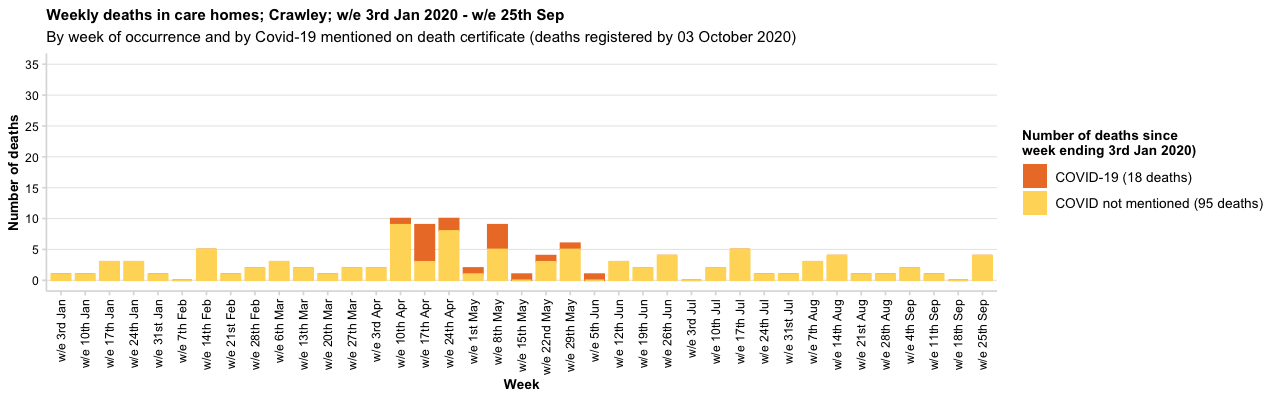 Weekly deaths in care homes; Crawley; w/e 3rd Jan 2020 - w/e 25th Sep
By week of occurrence and by Covid-19 mentioned on death certificate (deaths registered by 03 October 2020)
Number of deaths
35
30
25
20
15
10
5
0
w/e 3rd Jan
w/e 10th Jan
w/e 17th Jan
w/e 24th Jan
w/e 31st Jan
w/e 7th Feb
w/e 14th Feb
w/e 21st Feb
w/e 28th Feb
w/e 6th Mar
w/e 13th Mar
w/e 20th Mar
w/e 27th Mar
w/e 3rd Apr
w/e 10th Apr
w/e 17th Apr
w/e 24th Apr
w/e 1st May
w/e 8th May
w/e 15th May
w/e 22nd May
w/e 29th May
w/e 5th Jun
w/e 12th Jun
w/e 19th Jun
w/e 26th Jun
w/e 3rd Jul
w/e 10th Jul
w/e 17th Jul
w/e 24th Jul
w/e 31st Jul
w/e 7th Aug
w/e 14th Aug
w/e 21st Aug
w/e 28th Aug
w/e 4th Sep
w/e 11th Sep
w/e 18th Sep
w/e 25th Sep
Week
Number of deaths since
week ending 3rd Jan 2020)
COVID-19 (18 deaths)
COVID not mentioned (95 deaths)